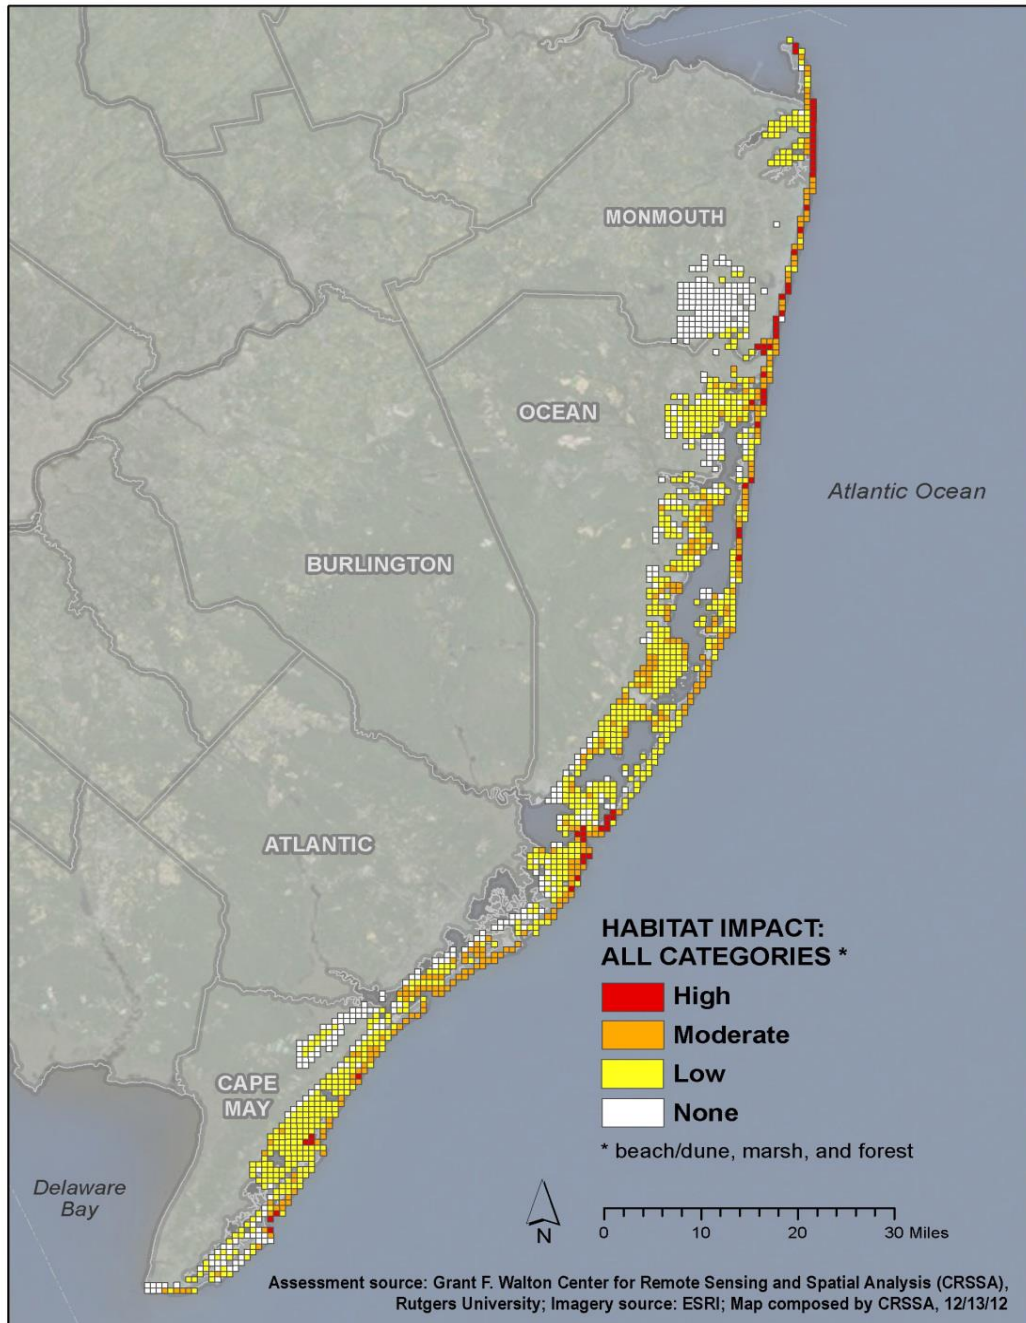 MONMOUTH
OCEAN
Atlantic Ocean
BURLINGTON
ATLANTIC
HABITAT IMPACT:
ALL CATEGORIES *
High
Moderate
Low
None
* beach/dune, marsh, and forest
CAPE
MAY
Delaware
Bay
N
0 10 20 30 Miles
Assessment source: Grant F. Walton Center for Remote Sensing and Spatial Analysis (CRSSA),
Rutgers University; Imagery source: ESRI; Map composed by CRSSA, 12/13/12